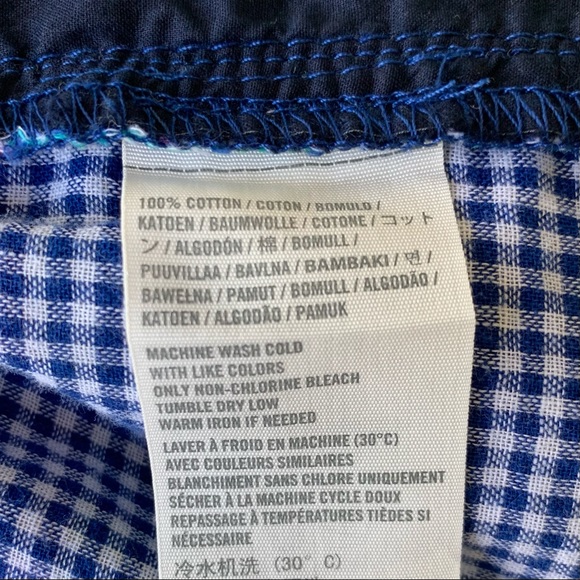 100% COTTON / COTON / BOMULD /
KATOEN / BAUMWOLLE / COTONE / コット
ン / ALGODÓN / 棉 / BOMULL /
PUUVILLAA / BAVLNA / BAMBAKI / 면 /
BAWEŁNA / PAMUT / BOMULL / ALGODÃO /
KATOEN / ALGODÃO / PAMUK
MACHINE WASH COLD
WITH LIKE COLORS
ONLY NON-CHLORINE BLEACH
TUMBLE DRY LOW
WARM IRON IF NEEDED
LAVER À FROID EN MACHINE (30°C)
AVEC COULEURS SIMILAIRES
BLANCHIMENT SANS CHLORE UNIQUEMENT
SÉCHER À LA MACHINE CYCLE DOUX
REPASSAGE À TEMPÉRATURES TIÈDES SI
NÉCESSAIRE
冷水机洗 (30° C)